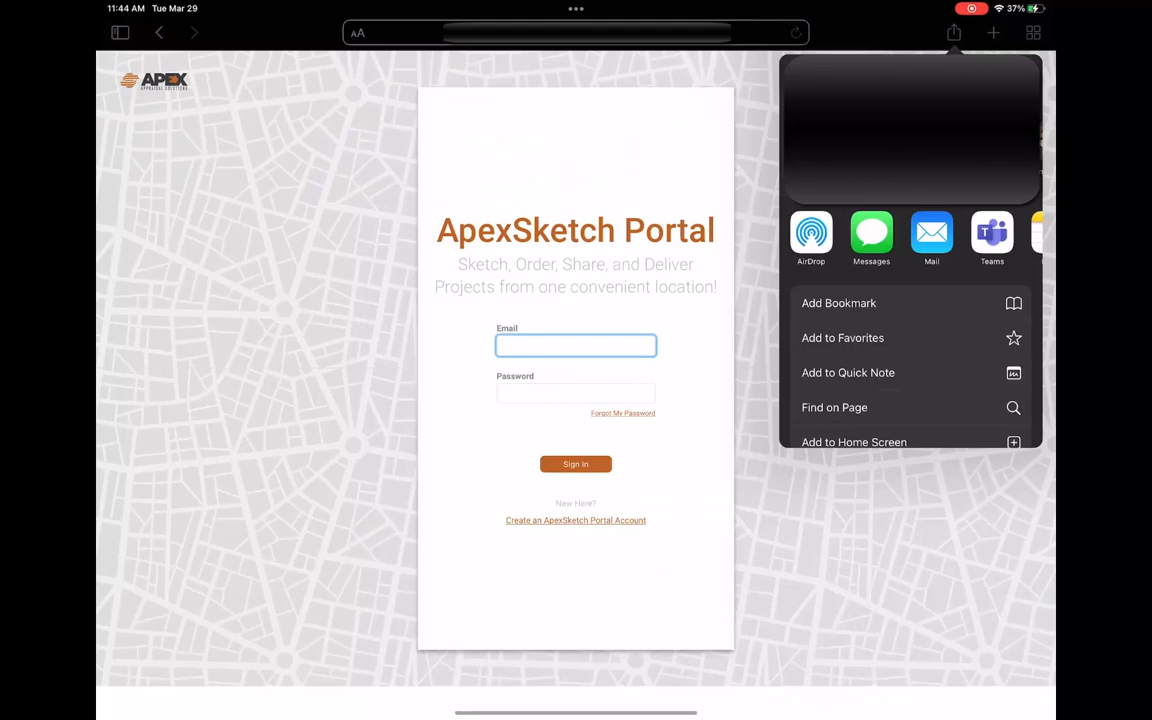 11:44 AM Tue Mar 29
37%
AA
APEX
APPRAISAL SOLUTIONS
ApexSketch Portal
Sketch, Order, Share, and Deliver
Projects from one convenient location!
Email
Password
Forgot My Password
Sign In
New Here?
Create an ApexSketch Portal Account
AirDrop
Messages
Mail
Teams
Add Bookmark
Add to Favorites
Add to Quick Note
Find on Page
Add to Home Screen